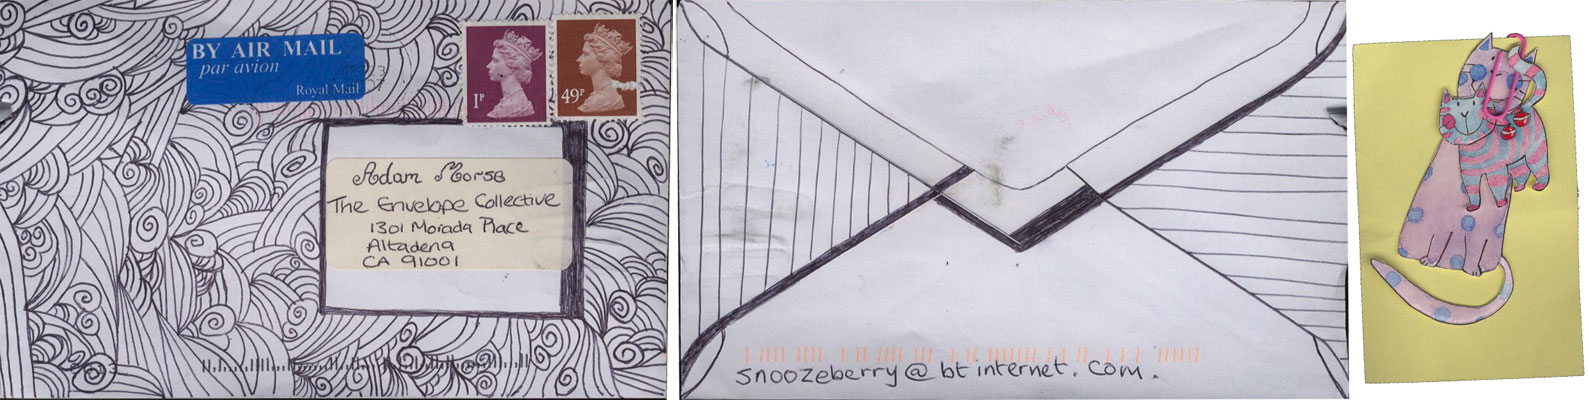 BY AIR MAIL
par avion
Royal Mail
1P
49P
Adam Morse
The Envelope Collective
1301 Morada Place
Altadena
CA 91001
snoozeberry@btinternet.com.